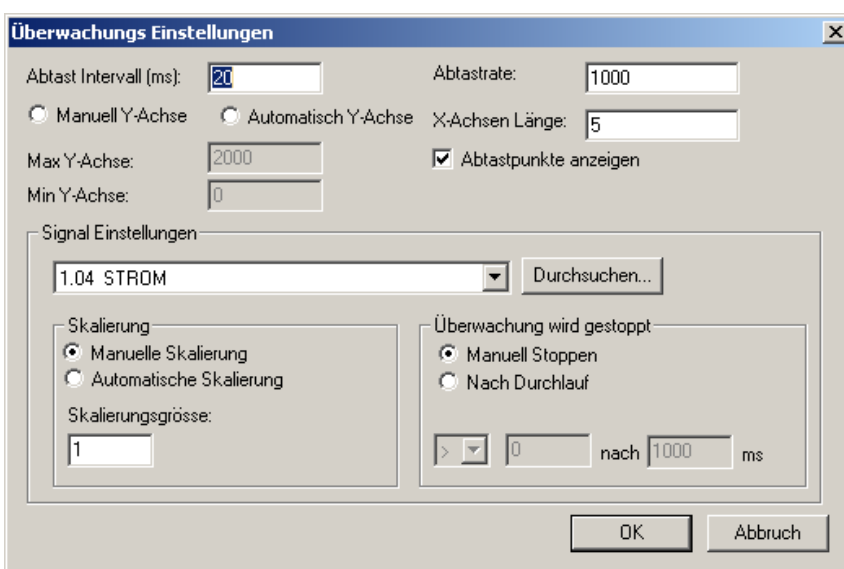 Überwachungs Einstellungen
Abtast Intervall (ms): 20 Abtastrate: 1000
Manuell Y-Achse Automatisch Y-Achse X-Achsen Länge: 5
Max Y-Achse: 2000 Abtastpunkte anzeigen
Min Y-Achse: 0
Signal Einstellungen
1.04 STROM Durchsuchen...
Skalierung Überwachung wird gestoppt
Manuelle Skalierung Manuell Stoppen
Automatische Skalierung Nach Durchlauf
Skalierungsgrösse:
1 > 0 nach 1000 ms
OK Abbruch